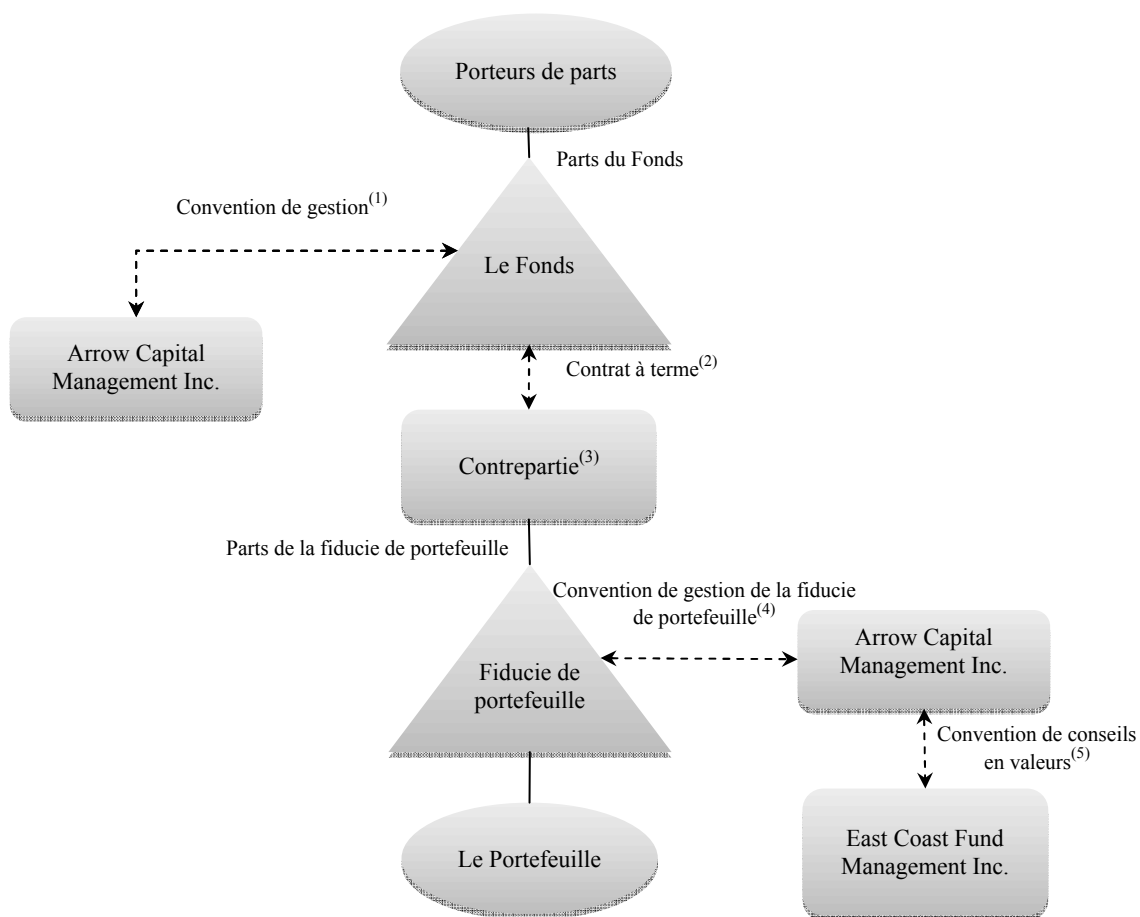 Porteurs de parts
Parts du Fonds
Convention de gestion(1)
Le Fonds
Arrow Capital
Management Inc.
Contrat à terme(2)
Contrepartie(3)
Parts de la fiducie de portefeuille
Convention de gestion de la fiducie
de portefeuille(4)
Arrow Capital
Management Inc.
Fiducie de
portefeuille
Convention de conseils
en valeurs(5)
Le Portefeuille
East Coast Fund
Management Inc.